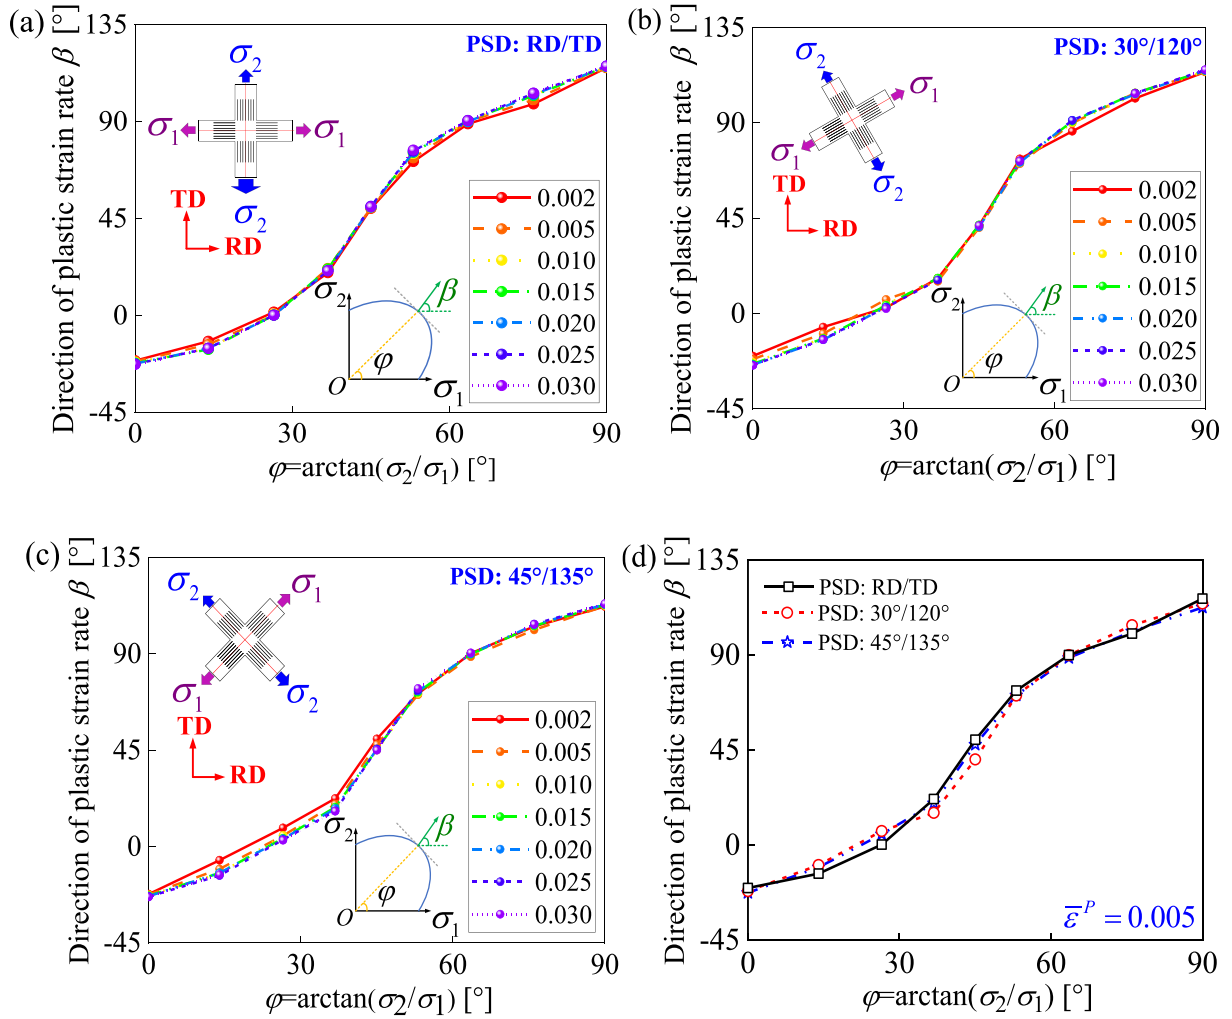 (a)
Direction of plastic strain rate β [°]
135
90
45
0
-45
PSD: RD/TD
σ2
σ1
σ1
σ2
TD
RD
0.002
0.005
0.010
0.015
0.020
0.025
0.030
σ2
β
φ
O
σ1
0
30
60
90
φ=arctan(σ2/σ1) [°]
(b)
Direction of plastic strain rate β [°]
135
90
45
0
-45
PSD: 30°/120°
σ2
σ1
σ1
σ2
TD
RD
0.002
0.005
0.010
0.015
0.020
0.025
0.030
σ2
β
φ
O
σ1
0
30
60
90
φ=arctan(σ2/σ1) [°]
(c)
Direction of plastic strain rate β [°]
135
90
45
0
-45
PSD: 45°/135°
σ2
σ1
σ1
σ2
TD
RD
0.002
0.005
0.010
0.015
0.020
0.025
0.030
σ2
β
φ
O
σ1
0
30
60
90
φ=arctan(σ2/σ1) [°]
(d)
Direction of plastic strain rate β [°]
135
90
45
0
-45
PSD: RD/TD
PSD: 30°/120°
PSD: 45°/135°
ε̅ᴾ = 0.005
0
30
60
90
φ=arctan(σ2/σ1) [°]